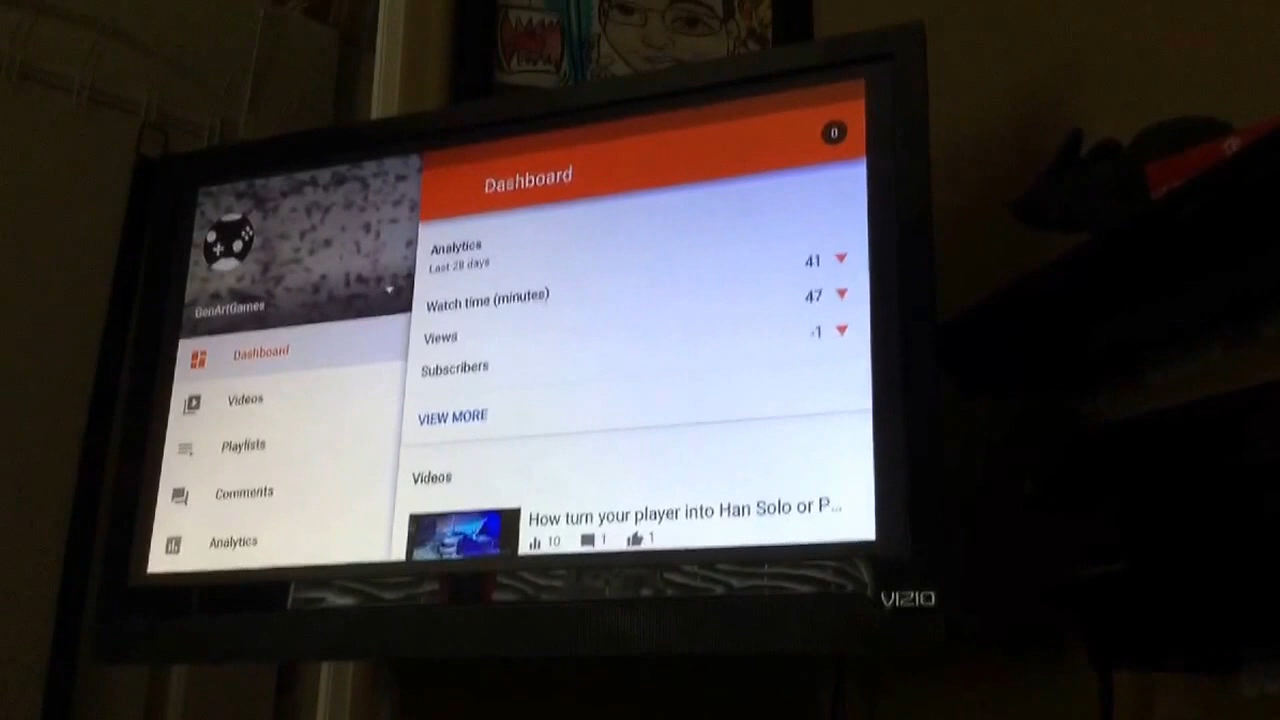 0
Dashboard
GenArtGames
Dashboard
Videos
Playlists
Comments
Analytics
Analytics
Last 28 days
Watch time (minutes) 41
Views 47
Subscribers -1
VIEW MORE
Videos
How turn your player into Han Solo or P...
10 1 1
VIZIO